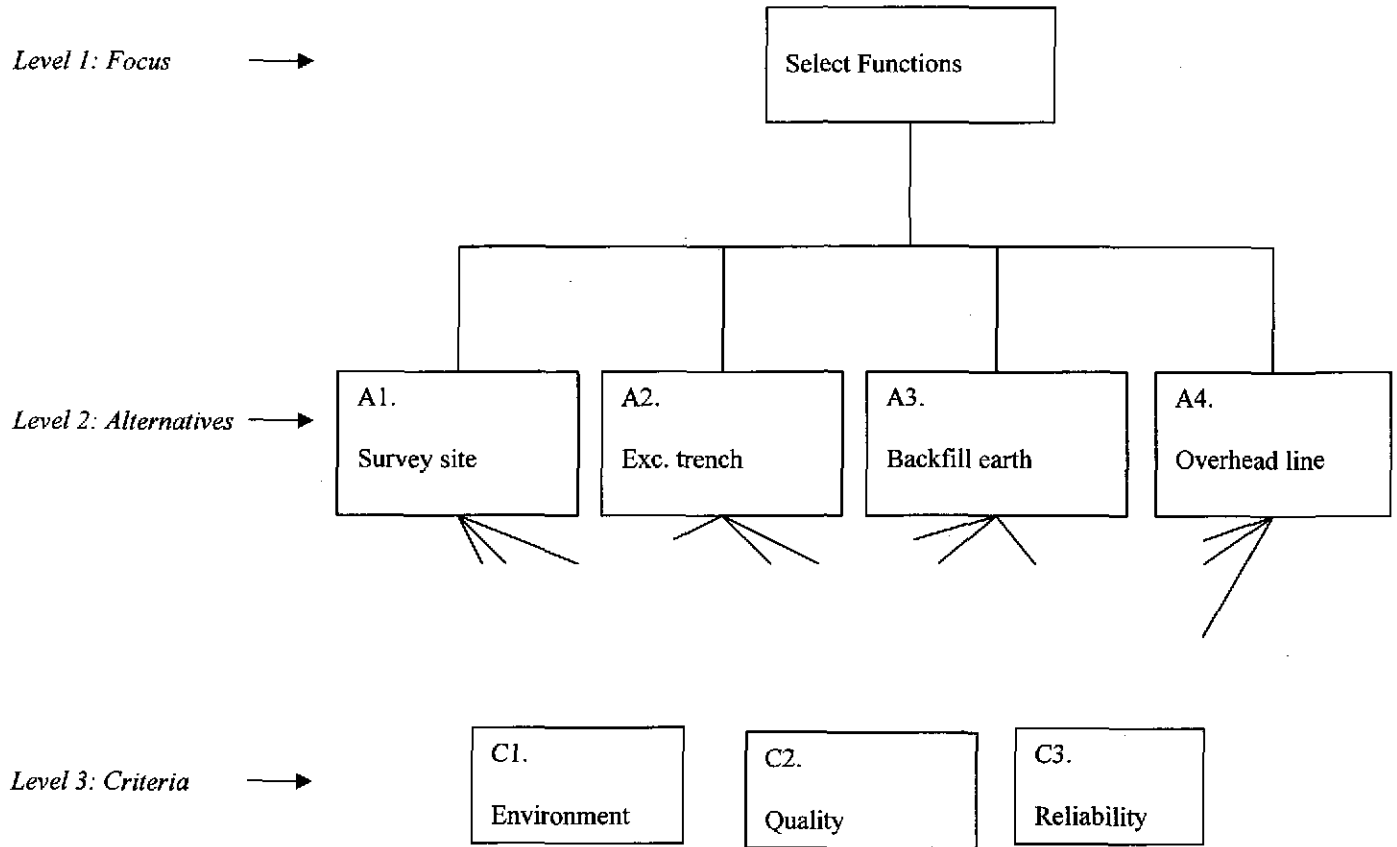 Level 1: Focus
Select Functions
Level 2: Alternatives
A1.
Survey site
A2.
Exc. trench
A3.
Backfill earth
A4.
Overhead line
Level 3: Criteria
C1.
Environment
C2.
Quality
C3.
Reliability